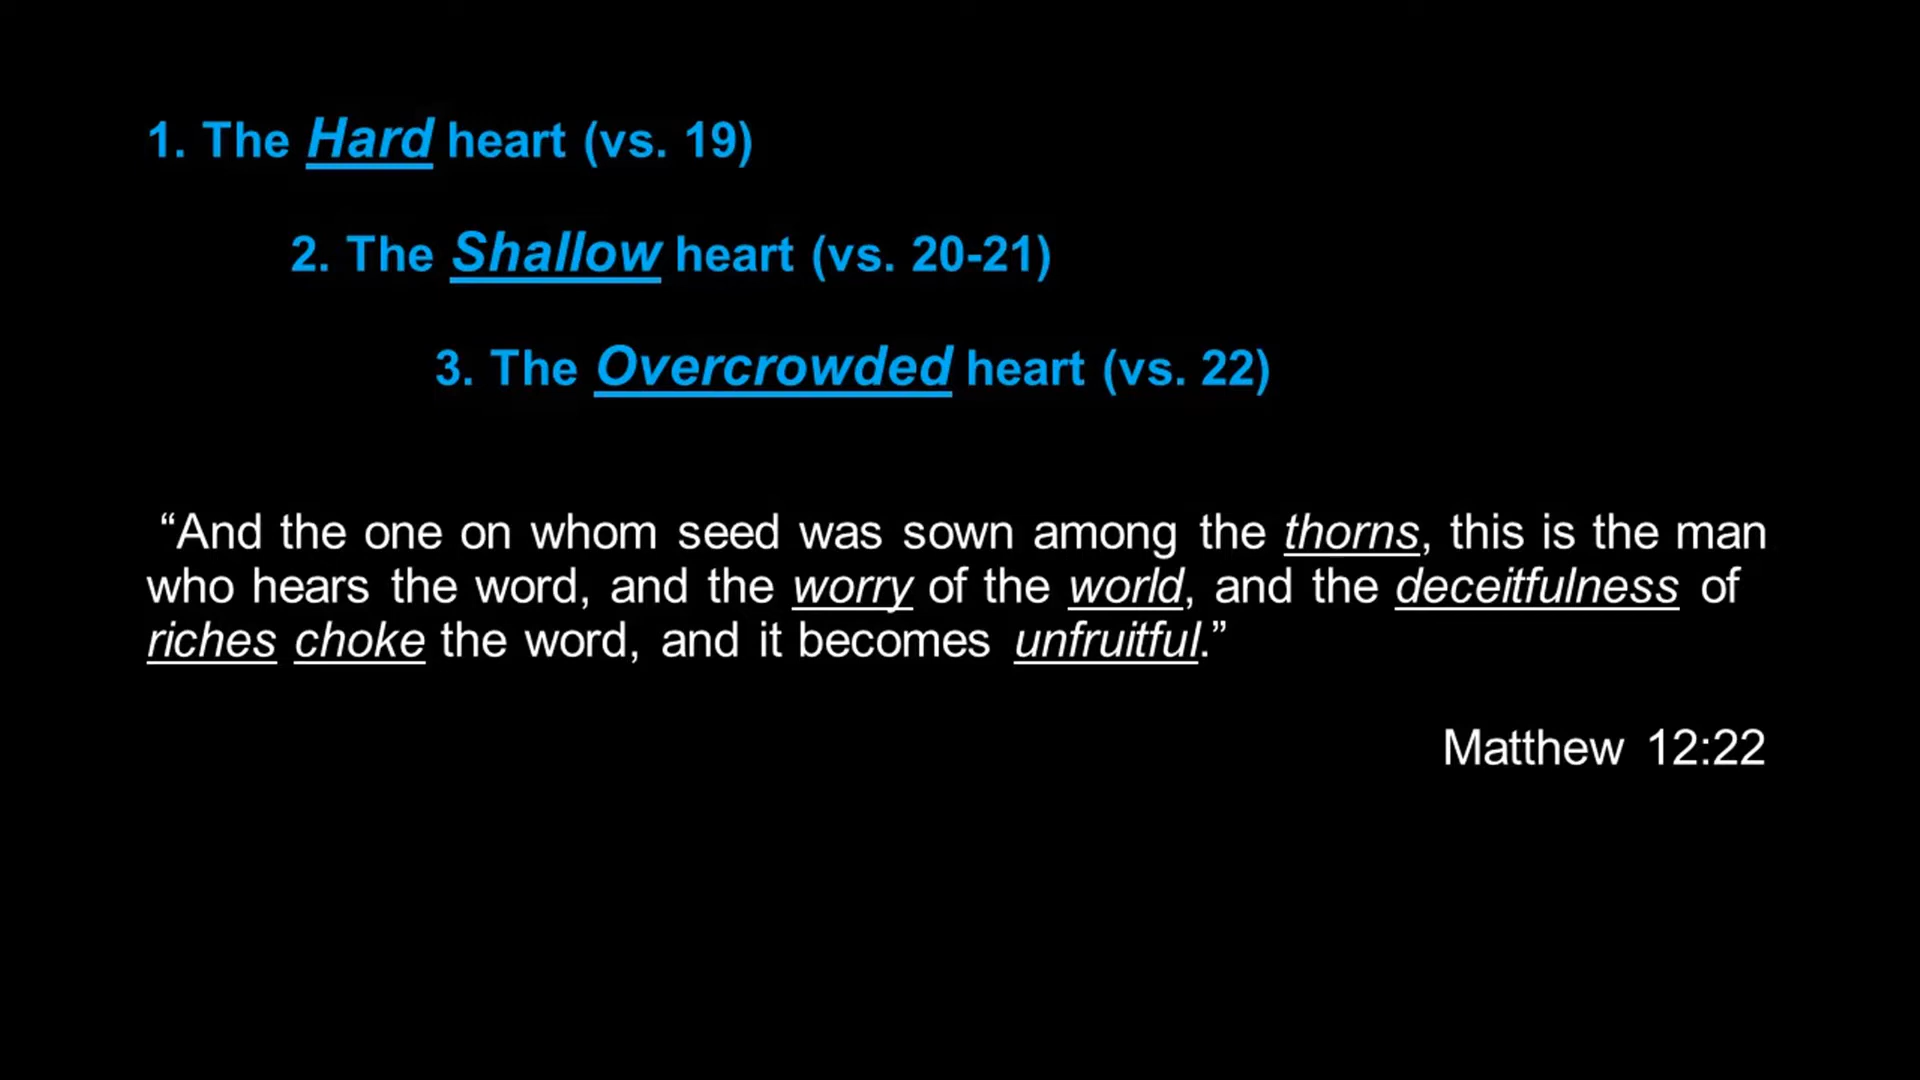 1. The Hard heart (vs. 19)
2. The Shallow heart (vs. 20-21)
3. The Overcrowded heart (vs. 22)
“And the one on whom seed was sown among the thorns, this is the man
who hears the word, and the worry of the world, and the deceitfulness of
riches choke the word, and it becomes unfruitful.”
Matthew 12:22